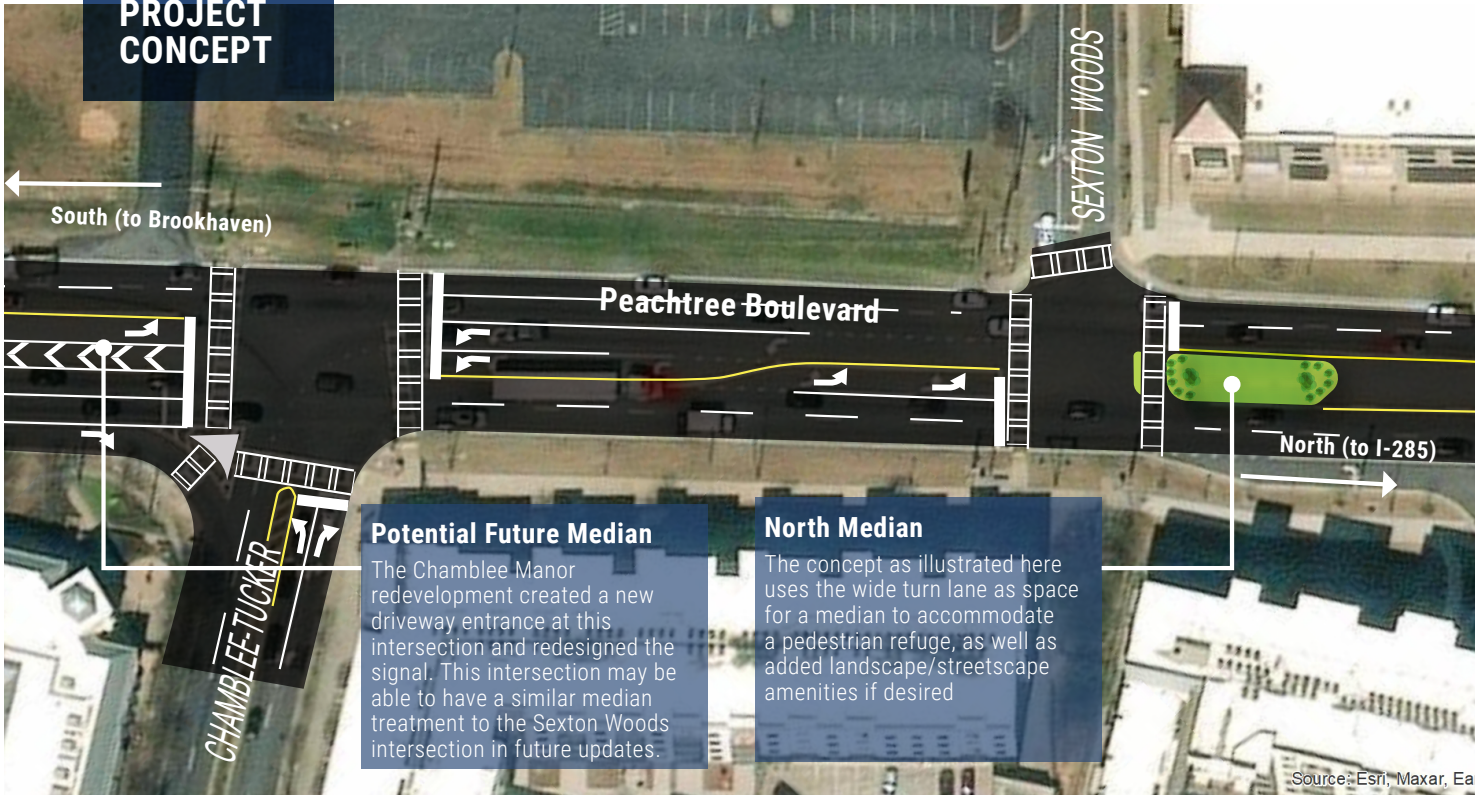 PROJECT
CONCEPT
SEXTON WOODS
South (to Brookhaven)
Peachtree Boulevard
North (to I-285)
CHAMBLEE-TUCKER
Potential Future Median
The Chamblee Manor
redevelopment created a new
driveway entrance at this
intersection and redesigned the
signal. This intersection may be
able to have a similar median
treatment to the Sexton Woods
intersection in future updates.
North Median
The concept as illustrated here
uses the wide turn lane as space
for a median to accommodate
a pedestrian refuge, as well as
added landscape/streetscape
amenities if desired
Source: Esri, Maxar, Ea